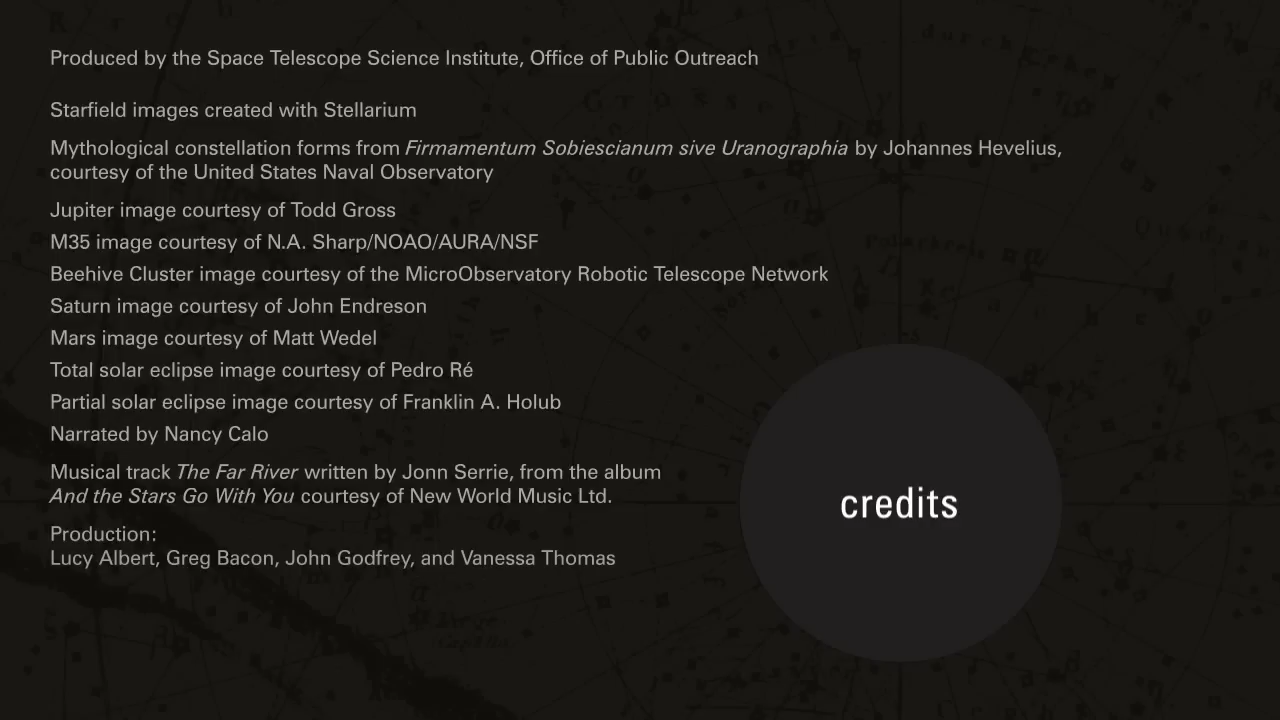 Produced by the Space Telescope Science Institute, Office of Public Outreach
Starfield images created with Stellarium
Mythological constellation forms from Firmamentum Sobiescianum sive Uranographia by Johannes Hevelius,
courtesy of the United States Naval Observatory
Jupiter image courtesy of Todd Gross
M35 image courtesy of N.A. Sharp/NOAO/AURA/NSF
Beehive Cluster image courtesy of the MicroObservatory Robotic Telescope Network
Saturn image courtesy of John Endreson
Mars image courtesy of Matt Wedel
Total solar eclipse image courtesy of Pedro Ré
Partial solar eclipse image courtesy of Franklin A. Holub
Narrated by Nancy Calo
Musical track The Far River written by Jonn Serrie, from the album
And the Stars Go With You courtesy of New World Music Ltd.
Production:
Lucy Albert, Greg Bacon, John Godfrey, and Vanessa Thomas
credits
durch
Polarkreis